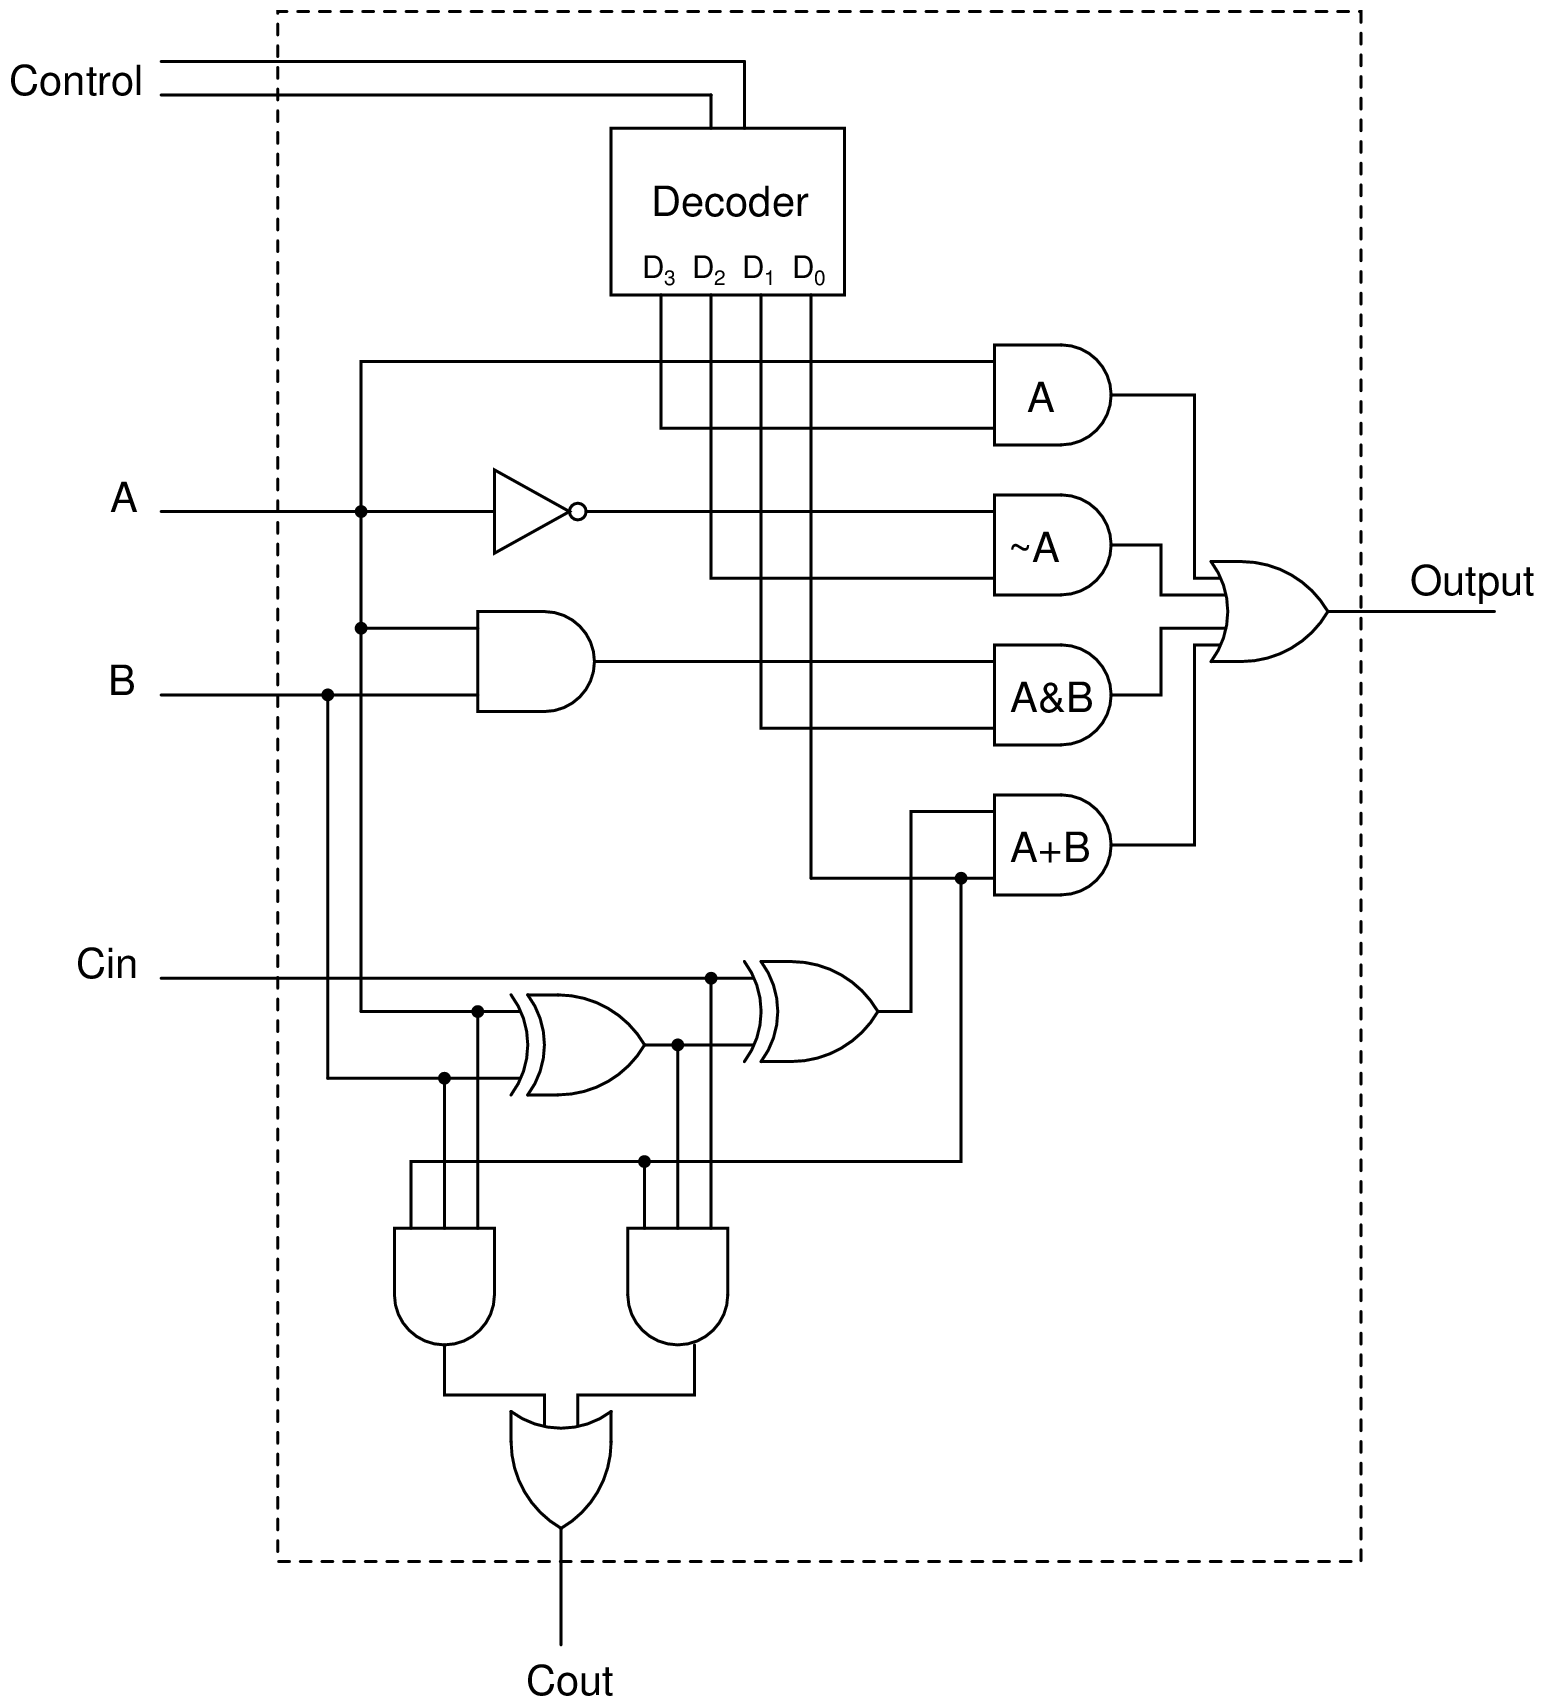 Control
Decoder
D3 D2 D1 D0
A
A
~A
Output
B
A&B
A+B
Cin
Cout